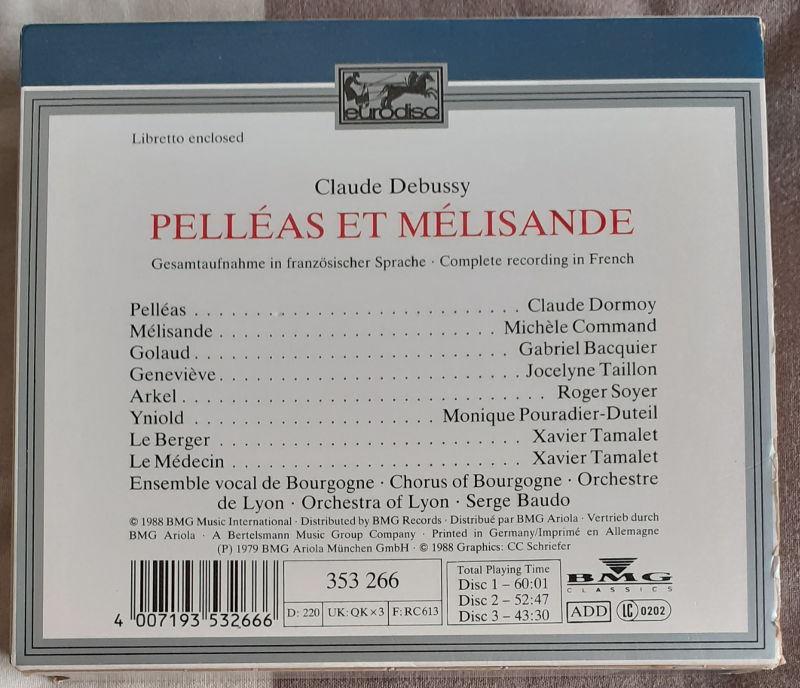 eurodisc
Libretto enclosed
Claude Debussy
PELLÉAS ET MÉLISANDE
Gesamtaufnahme in französischer Sprache · Complete recording in French
Pelléas . . . . . . . . . . . . . . . . . . . . . . . . . . . . Claude Dormoy
Mélisande . . . . . . . . . . . . . . . . . . . . . . . . Michèle Command
Golaud . . . . . . . . . . . . . . . . . . . . . . . . . . . Gabriel Bacquier
Geneviève . . . . . . . . . . . . . . . . . . . . . . . . . Jocelyne Taillon
Arkel . . . . . . . . . . . . . . . . . . . . . . . . . . . . . . . Roger Soyer
Yniold . . . . . . . . . . . . . . . . . . . . . Monique Pouradier-Duteil
Le Berger . . . . . . . . . . . . . . . . . . . . . . . . . . Xavier Tamalet
Le Médecin . . . . . . . . . . . . . . . . . . . . . . . . . Xavier Tamalet
Ensemble vocal de Bourgogne · Chorus of Bourgogne · Orchestre
de Lyon · Orchestra of Lyon · Serge Baudo
© 1988 BMG Music International · Distributed by BMG Records · Distribué par BMG Ariola · Vertrieb durch
BMG Ariola · A Bertelsmann Music Group Company · Printed in Germany/Imprimé en Allemagne
(P) 1979 BMG Ariola München GmbH · © 1988 Graphics: CC Schriefer
4 007193 532666
353 266
D: 220 UK: QK×3 F: RC613
Total Playing Time
Disc 1 – 60:01
Disc 2 – 52:47
Disc 3 – 43:30
BMG
CLASSICS
ADD LC 0202